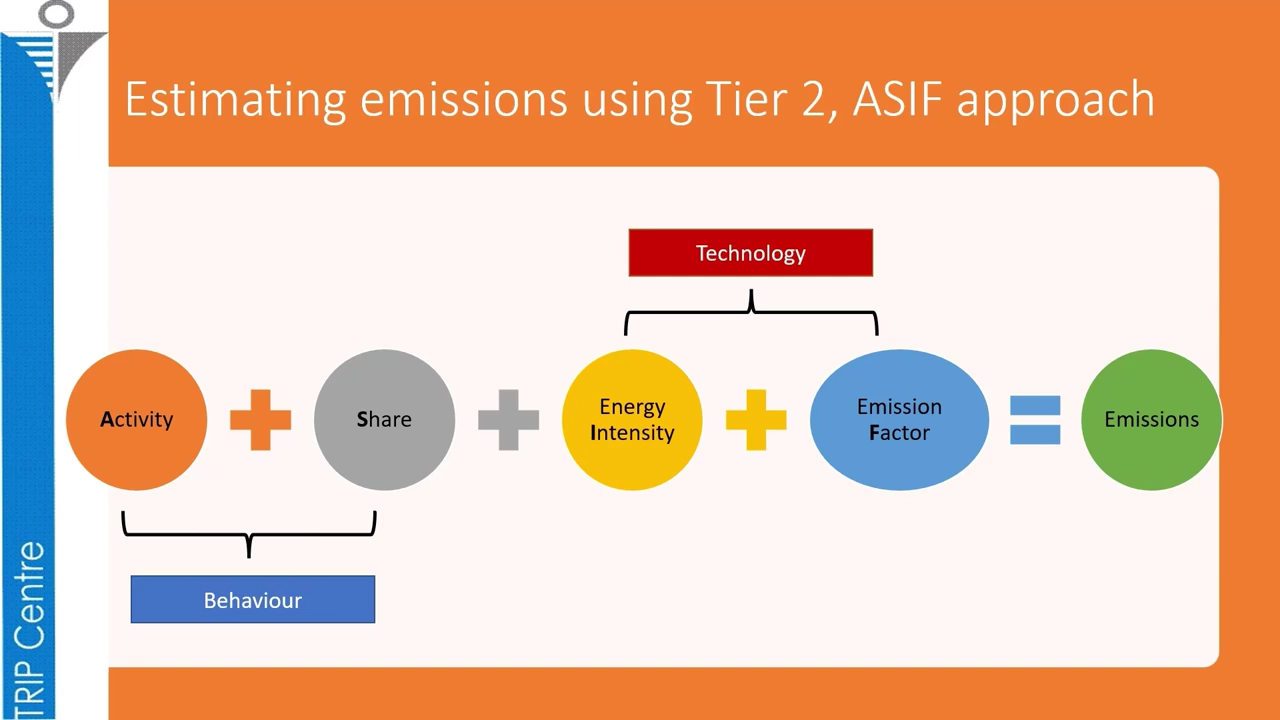 Estimating emissions using Tier 2, ASIF approach
Technology
Activity
Share
Energy
Intensity
Emission
Factor
Emissions
Behaviour
TRIP Centre